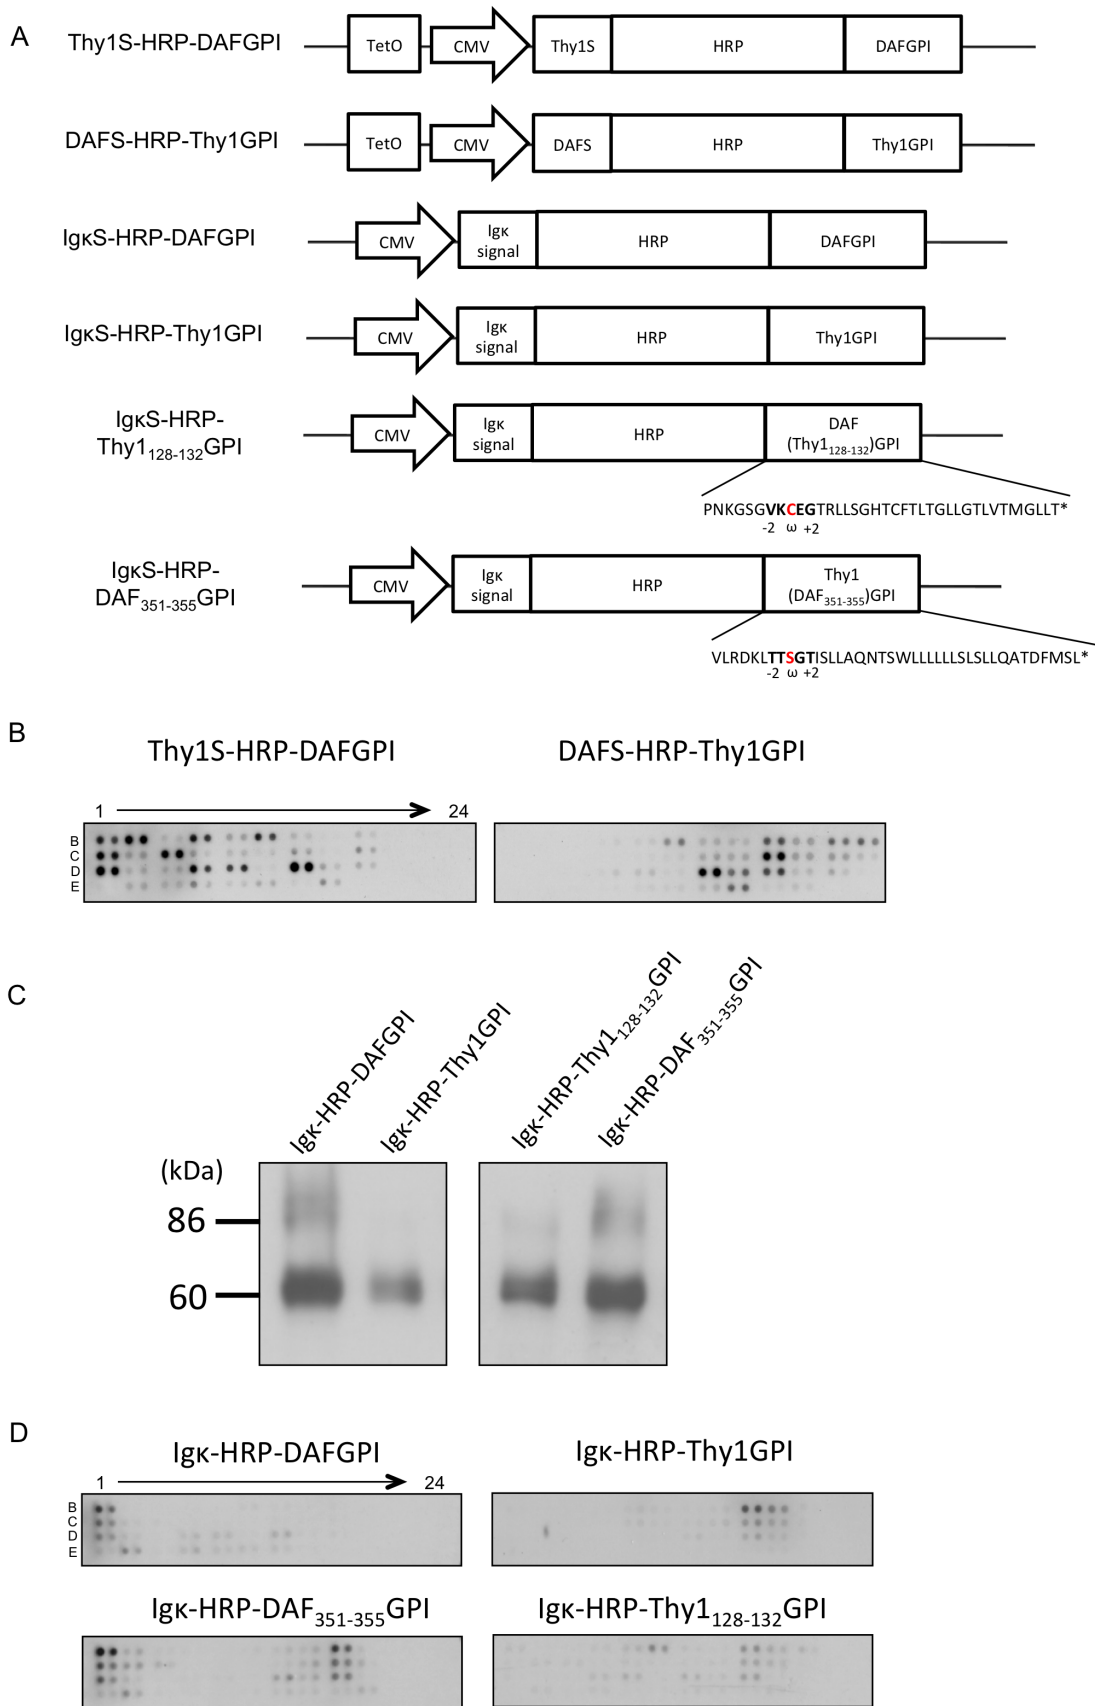 A
Thy1S-HRP-DAFGPI
TetO
CMV
Thy1S
HRP
DAFGPI
DAFS-HRP-Thy1GPI
TetO
CMV
DAFS
HRP
Thy1GPI
IgκS-HRP-DAFGPI
CMV
Igκ
signal
HRP
DAFGPI
IgκS-HRP-Thy1GPI
CMV
Igκ
signal
HRP
Thy1GPI
IgκS-HRP-
Thy1128-132GPI
CMV
Igκ
signal
HRP
DAF
(Thy1128-132)GPI
PNKGSGVKCEGTRLLSGHTCFTLTGLLGTLVTMGLLT*
-2 ω +2
IgκS-HRP-
DAF351-355GPI
CMV
Igκ
signal
HRP
Thy1
(DAF351-355)GPI
VLRDKLTTSGTISLLAQNTSWLLLLLLSLSLLQATDFMSL*
-2 ω +2
B
Thy1S-HRP-DAFGPI
DAFS-HRP-Thy1GPI
1 24
B
C
D
E
C
Igκ-HRP-DAFGPI
Igκ-HRP-Thy1GPI
Igκ-HRP-Thy1128-132GPI
Igκ-HRP-DAF351-355GPI
(kDa)
86
60
D
Igκ-HRP-DAFGPI
Igκ-HRP-Thy1GPI
1 24
B
C
D
E
Igκ-HRP-DAF351-355GPI
Igκ-HRP-Thy1128-132GPI